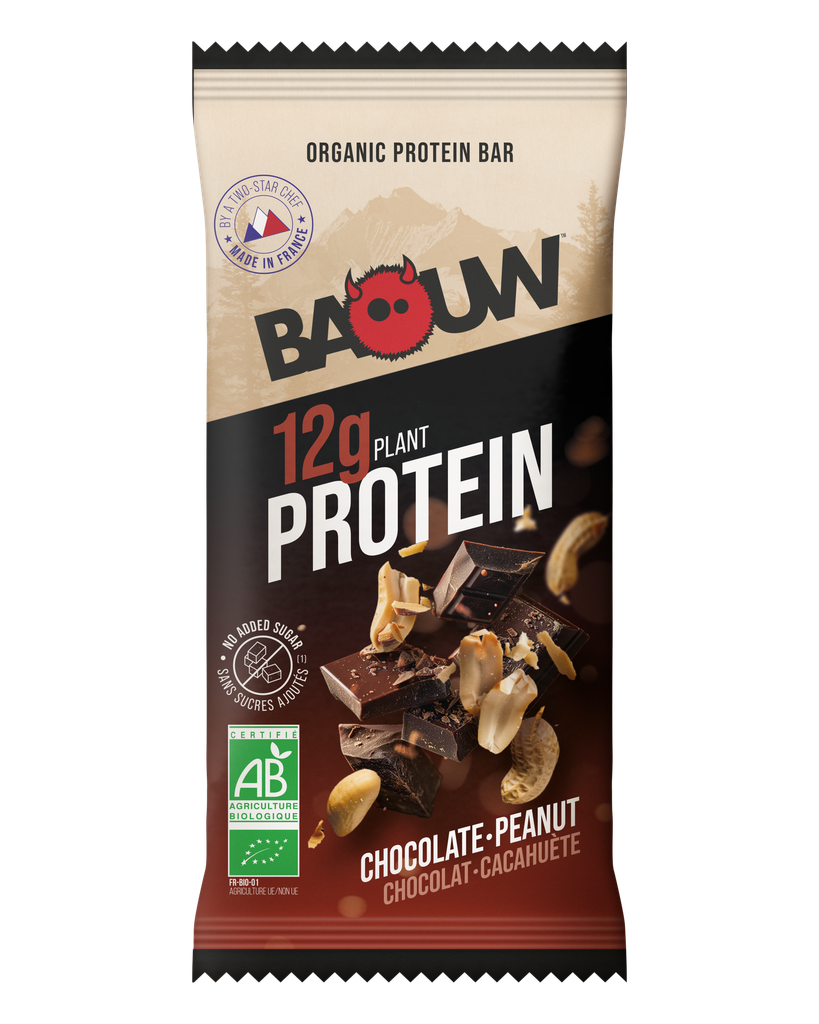 ORGANIC PROTEIN BAR
BY A TWO-STAR CHEF
★ MADE IN FRANCE ★
BAOUW™
12g PLANT
PROTEIN
• NO ADDED SUGAR •
(1)
SANS SUCRES AJOUTÉS
CERTIFIÉ
AB
AGRICULTURE
BIOLOGIQUE
CHOCOLATE • PEANUT
CHOCOLAT • CACAHUÈTE
FR-BIO-01
AGRICULTURE UE/NON UE